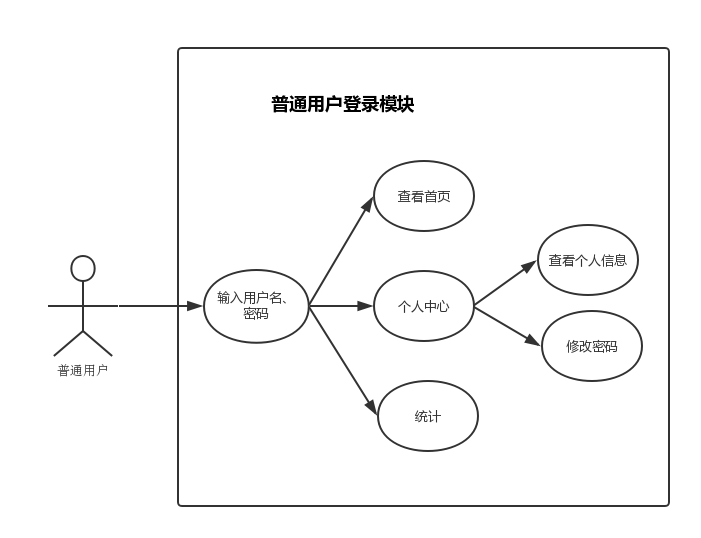 普通用户登录模块
查看首页
查看个人信息
输入用户名、
密码
个人中心
修改密码
普通用户
统计